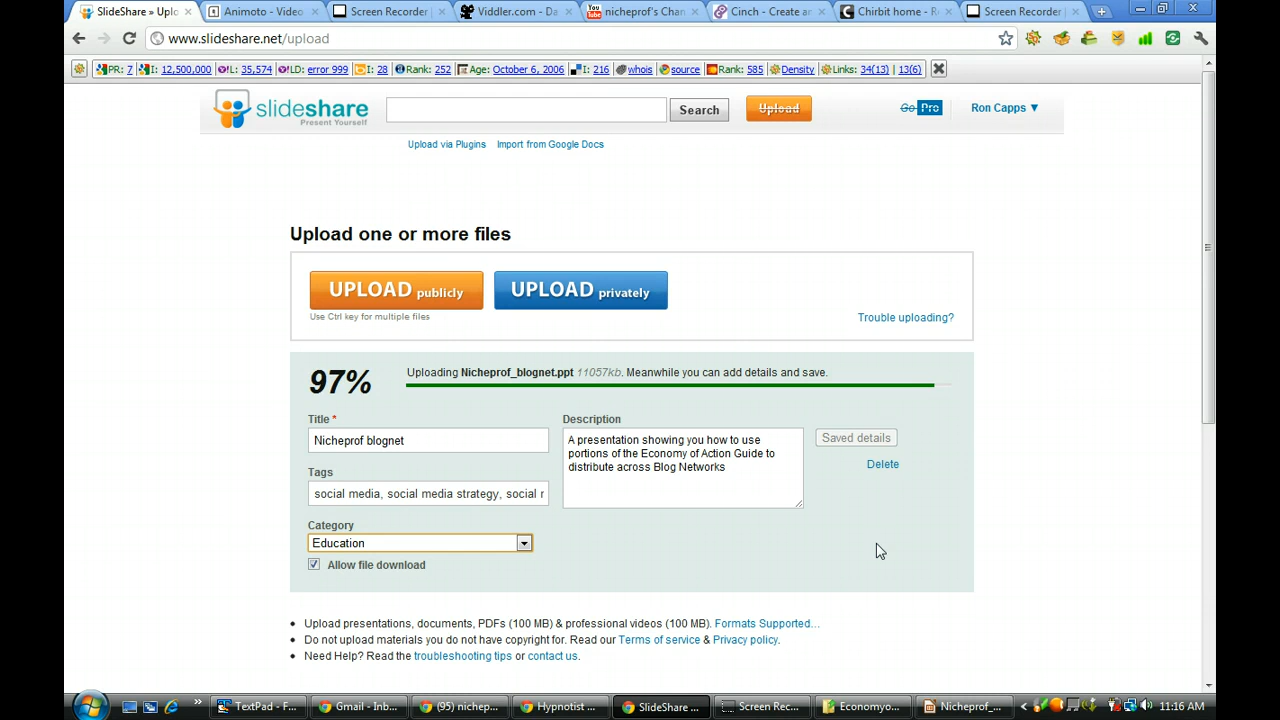 SlideShare » Uplo
Animoto - Video
Screen Recorder
Viddler.com - Da
nicheprof's Chan
Cinch - Create an
Chirbit home - Re
Screen Recorder
www.slideshare.net/upload
PR: 7 I: 12,500,000 L: 35,574 LD: error 999 I: 28 Rank: 252 Age: October 6, 2006 I: 216 whois source Rank: 585 Density Links: 34(13) | 13(6)
slideshare
Present Yourself
Search
Upload
Go Pro
Ron Capps ▼
Upload via Plugins Import from Google Docs
Upload one or more files
UPLOAD publicly
UPLOAD privately
Use Ctrl key for multiple files
Trouble uploading?
97%
Uploading Nicheprof_blognet.ppt 11057kb. Meanwhile you can add details and save.
Title *
Nicheprof blognet
Tags
social media, social media strategy, social r
Category
Education
Allow file download
Description
A presentation showing you how to use
portions of the Economy of Action Guide to
distribute across Blog Networks
Saved details
Delete
• Upload presentations, documents, PDFs (100 MB) & professional videos (100 MB). Formats Supported...
• Do not upload materials you do not have copyright for. Read our Terms of service & Privacy policy.
• Need Help? Read the troubleshooting tips or contact us.
TextPad - F...
Gmail - Inb...
(95) nichep...
Hypnotist ...
SlideShare ...
Screen Rec...
Economyo...
Nicheprof_...
11:16 AM